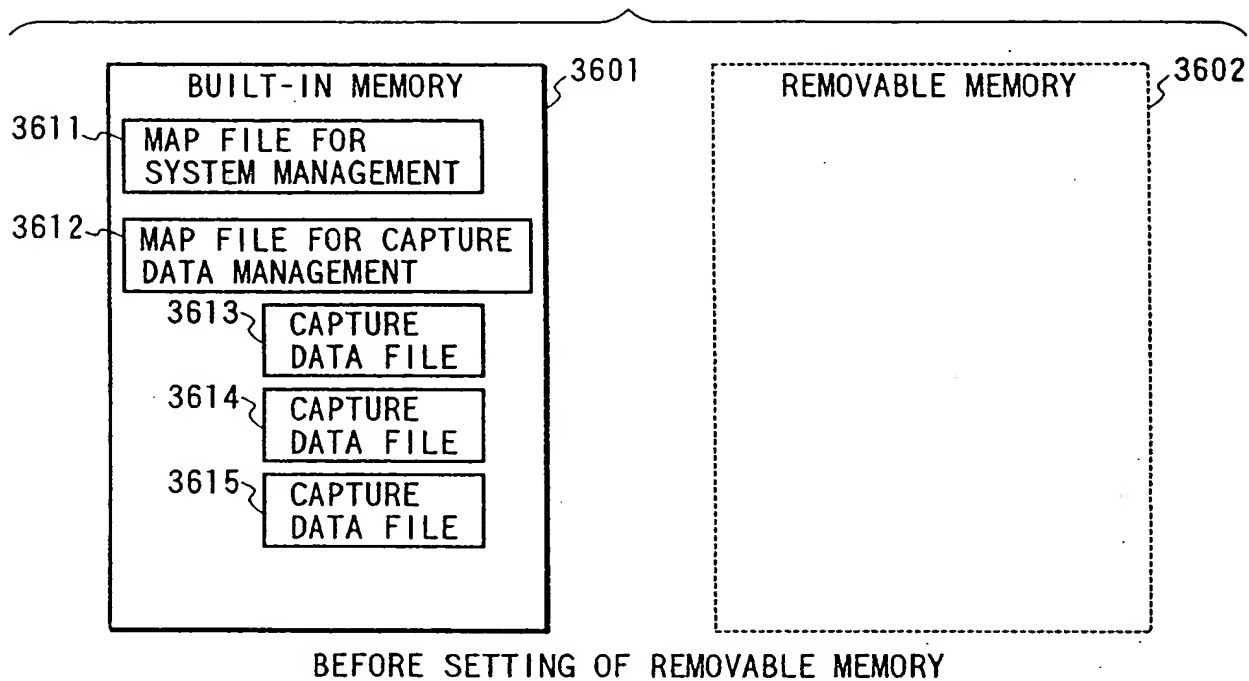 BUILT-IN MEMORY
3601
REMOVABLE MEMORY
3602
3611
MAP FILE FOR
SYSTEM MANAGEMENT
3612
MAP FILE FOR CAPTURE
DATA MANAGEMENT
3613
CAPTURE
DATA FILE
3614
CAPTURE
DATA FILE
3615
CAPTURE
DATA FILE
BEFORE SETTING OF REMOVABLE MEMORY